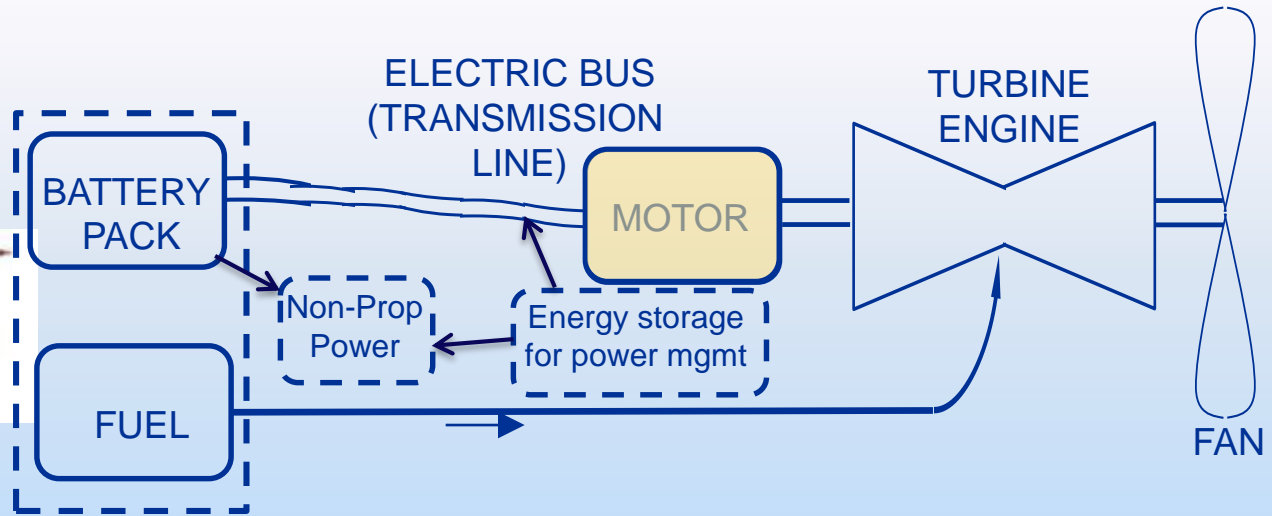 ELECTRIC BUS
(TRANSMISSION
LINE)
TURBINE
ENGINE
BATTERY
PACK
MOTOR
Non-Prop
Power
Energy storage
for power mgmt
FUEL
FAN